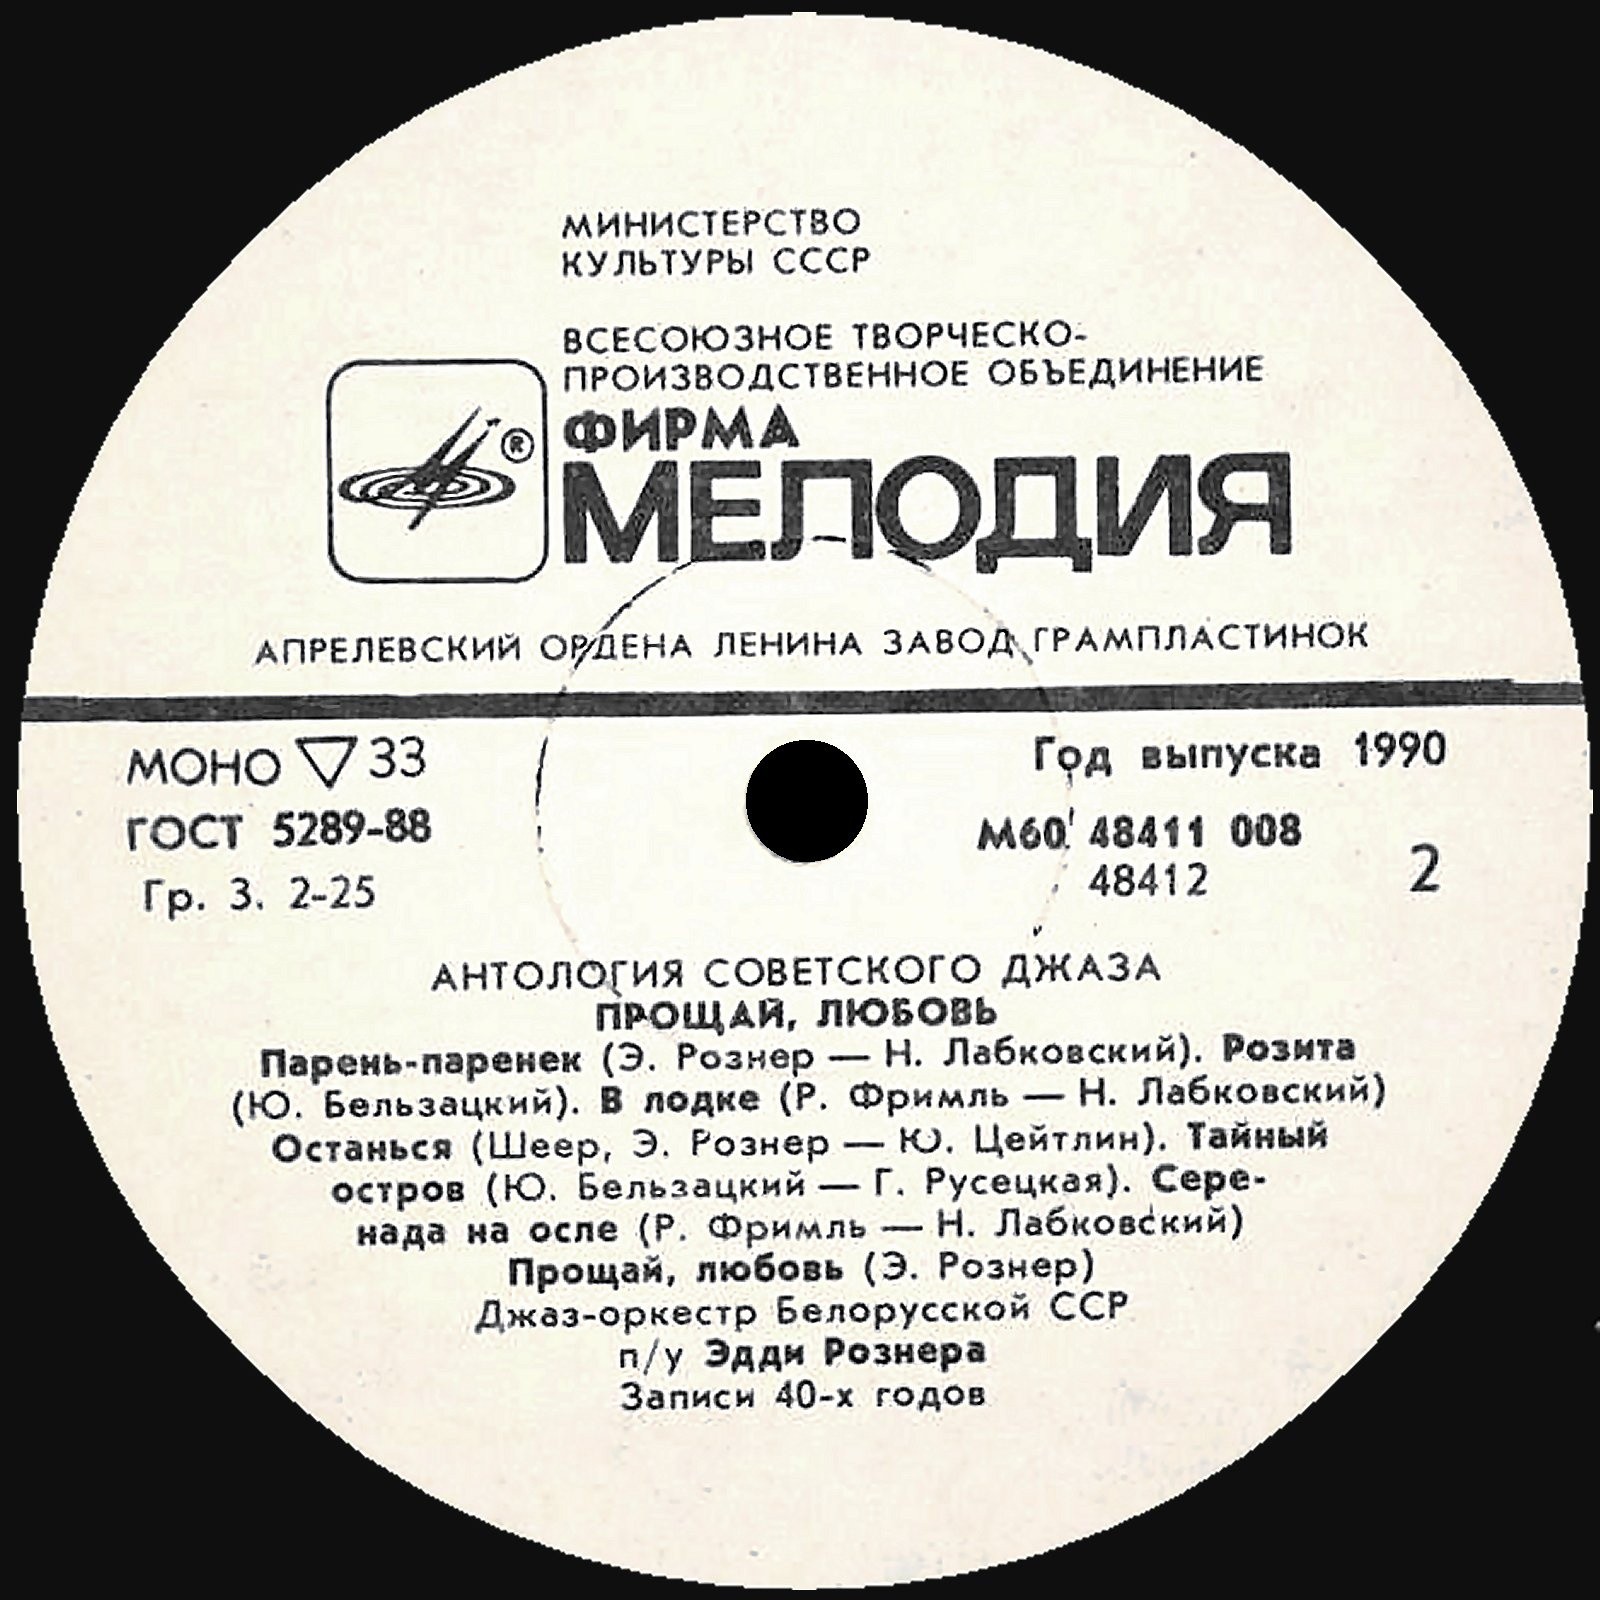 МИНИСТЕРСТВО
КУЛЬТУРЫ СССР
ВСЕСОЮЗНОЕ ТВОРЧЕСКО-
ПРОИЗВОДСТВЕННОЕ ОБЪЕДИНЕНИЕ
ФИРМА
®
МЕЛОДИЯ
АПРЕЛЕВСКИЙ ОРДЕНА ЛЕНИНА ЗАВОД ГРАМПЛАСТИНОК
МОНО ▽ 33
ГОСТ 5289-88
Гр. 3. 2-25
Год выпуска 1990
М60 48411 008
48412
2
АНТОЛОГИЯ СОВЕТСКОГО ДЖАЗА
ПРОЩАЙ, ЛЮБОВЬ
Парень-паренек (Э. Рознер — Н. Лабковский). Розита
(Ю. Бельзацкий). В лодке (Р. Фримль — Н. Лабковский)
Останься (Шеер, Э. Рознер — Ю. Цейтлин). Тайный
остров (Ю. Бельзацкий — Г. Русецкая). Сере-
нада на осле (Р. Фримль — Н. Лабковский)
Прощай, любовь (Э. Рознер)
Джаз-оркестр Белорусской ССР
п/у Эдди Рознера
Записи 40-х годов